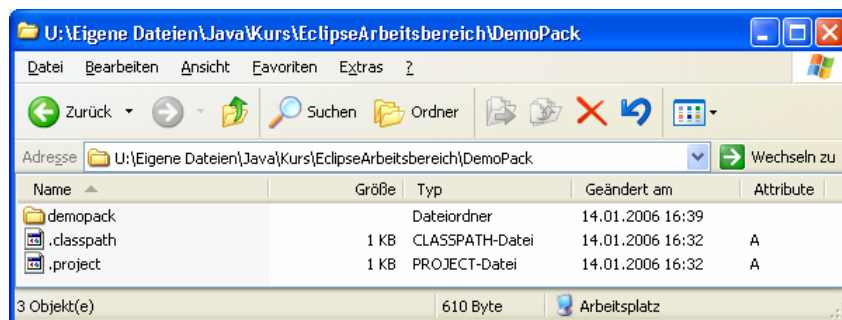 U:\Eigene Dateien\Java\Kurs\EclipseArbeitsbereich\DemoPack
Datei Bearbeiten Ansicht Favoriten Extras ?
Zurück Suchen Ordner
Adresse U:\Eigene Dateien\Java\Kurs\EclipseArbeitsbereich\DemoPack Wechseln zu
Name Größe Typ Geändert am Attribute
demopack Dateiordner 14.01.2006 16:39
.classpath 1 KB CLASSPATH-Datei 14.01.2006 16:32 A
.project 1 KB PROJECT-Datei 14.01.2006 16:32 A
3 Objekt(e) 610 Byte Arbeitsplatz